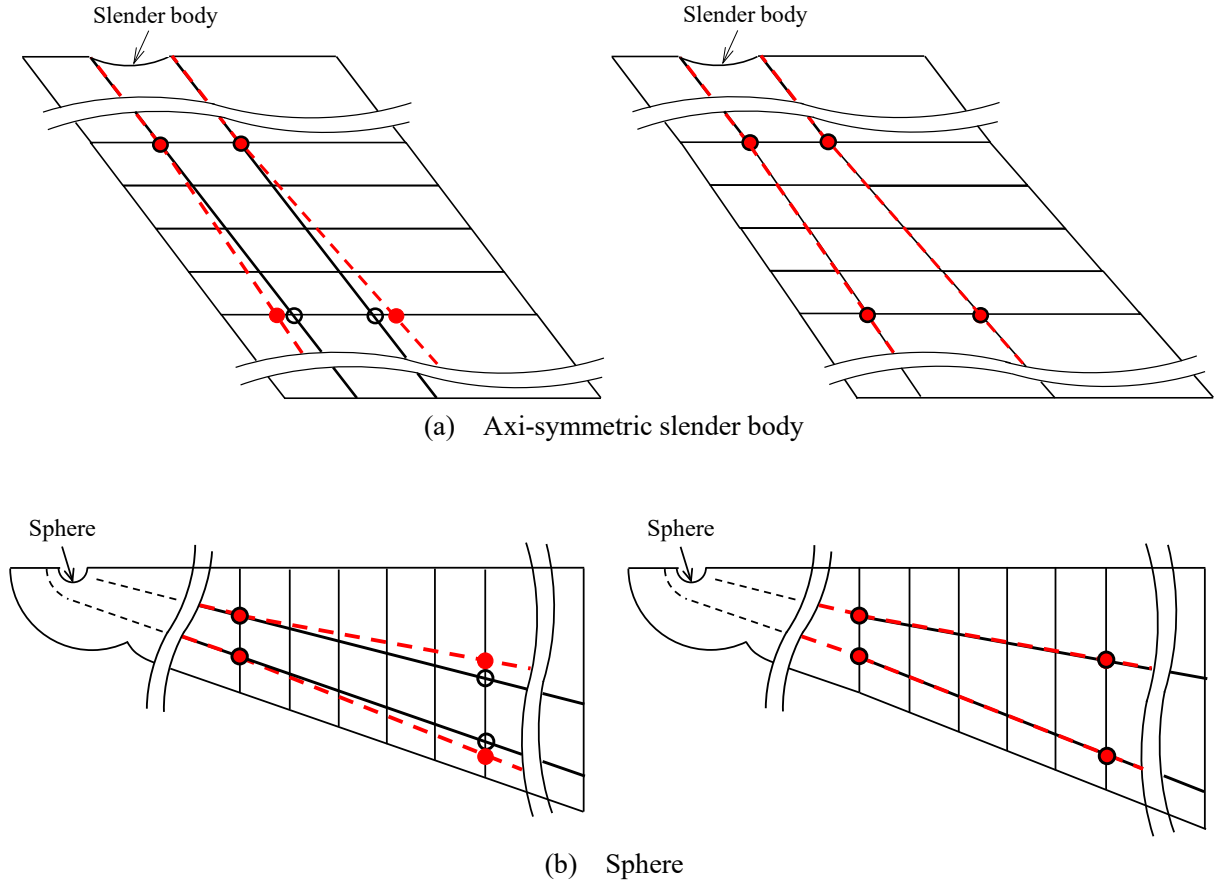 Slender body
Slender body
(a) Axi-symmetric slender body
Sphere
Sphere
(b) Sphere